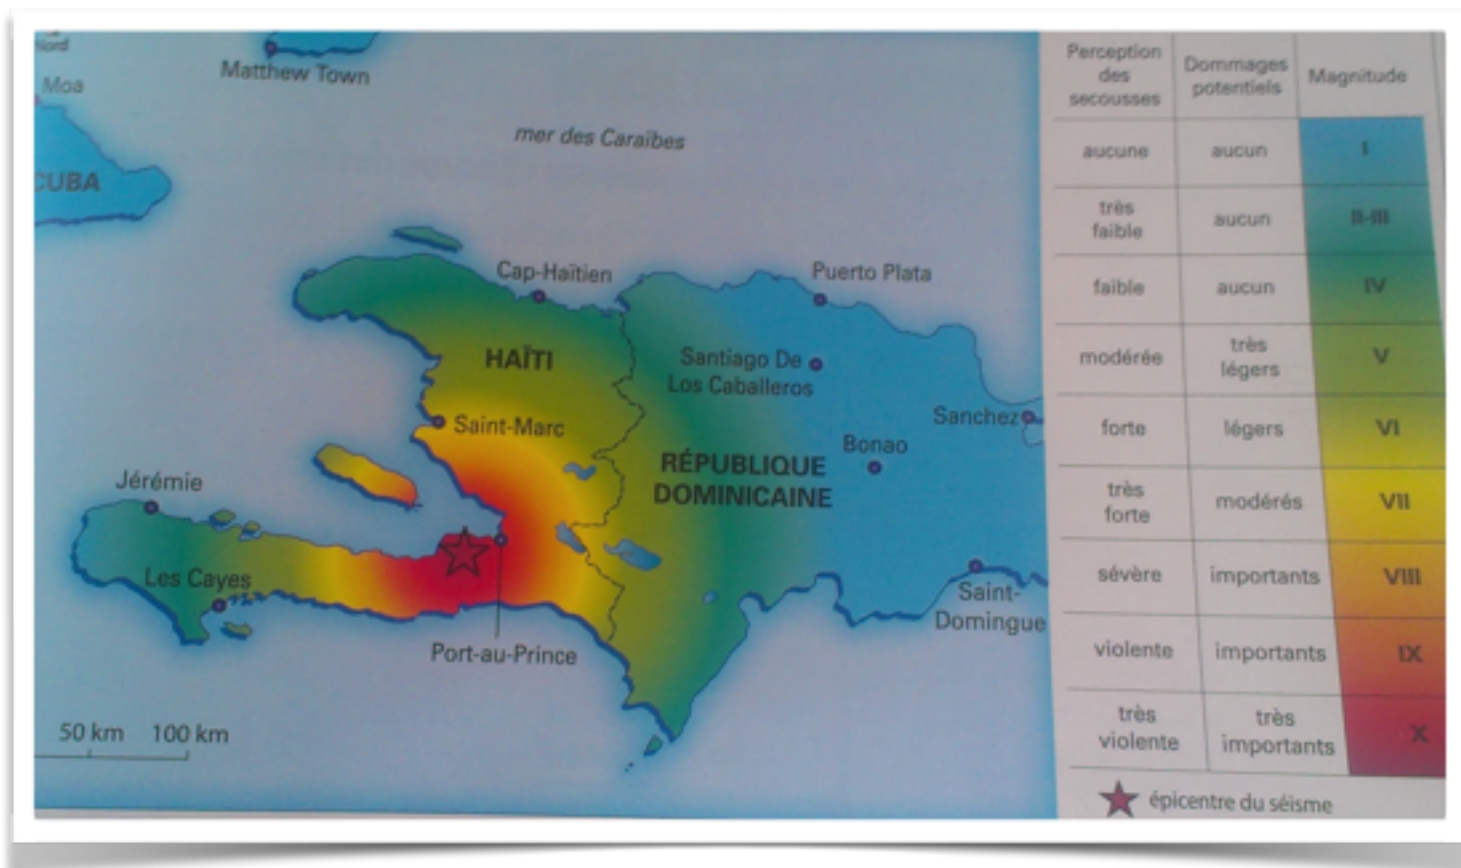 Nord
Matthew Town
Moa
mer des Caraïbes
CUBA
Cap-Haïtien
Puerto Plata
HAÏTI
Santiago De
Los Caballeros
Saint-Marc
Sanchez
Bonao
RÉPUBLIQUE
DOMINICAINE
Jérémie
Les Cayes
Saint-
Domingue
Port-au-Prince
50 km 100 km
Perception
des
secousses
Dommages
potentiels
Magnitude
aucune
aucun
I
très
faible
aucun
II-III
faible
aucun
IV
modérée
très
légers
V
forte
légers
VI
très
forte
modérés
VII
sévère
importants
VIII
violente
importants
IX
très
violente
très
importants
X
épicentre du séisme